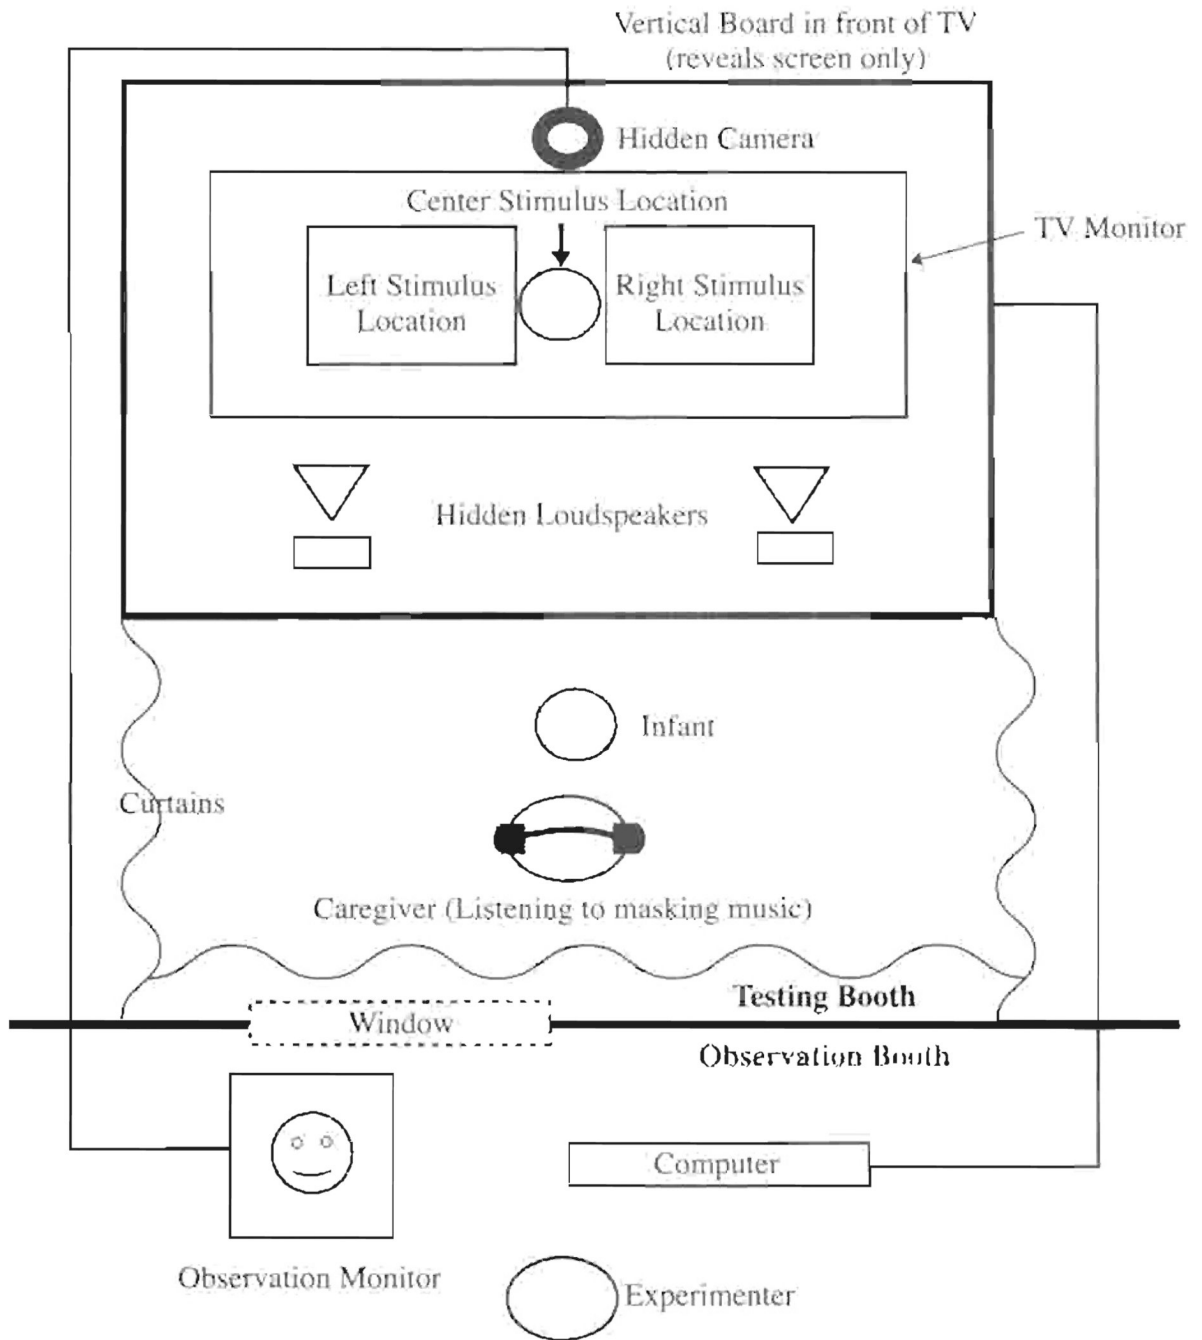 Vertical Board in front of TV
(reveals screen only)
Hidden Camera
Center Stimulus Location
TV Monitor
Left Stimulus
Location
Right Stimulus
Location
Hidden Loudspeakers
Infant
Curtains
Caregiver (Listening to masking music)
Testing Booth
Window
Observation Booth
Computer
Observation Monitor
Experimenter